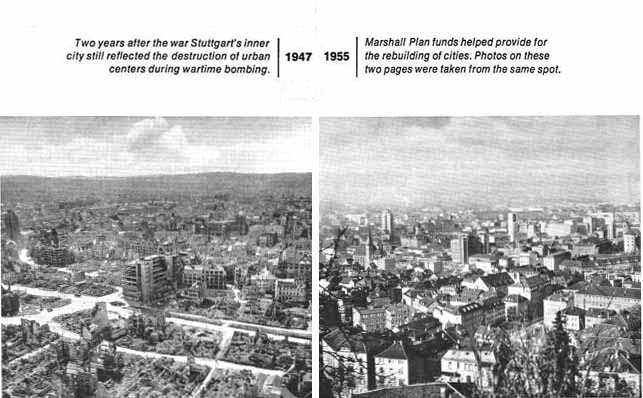 Two years after the war Stuttgart's inner
city still reflected the destruction of urban
centers during wartime bombing.
1947
1955
Marshall Plan funds helped provide for
the rebuilding of cities. Photos on these
two pages were taken from the same spot.